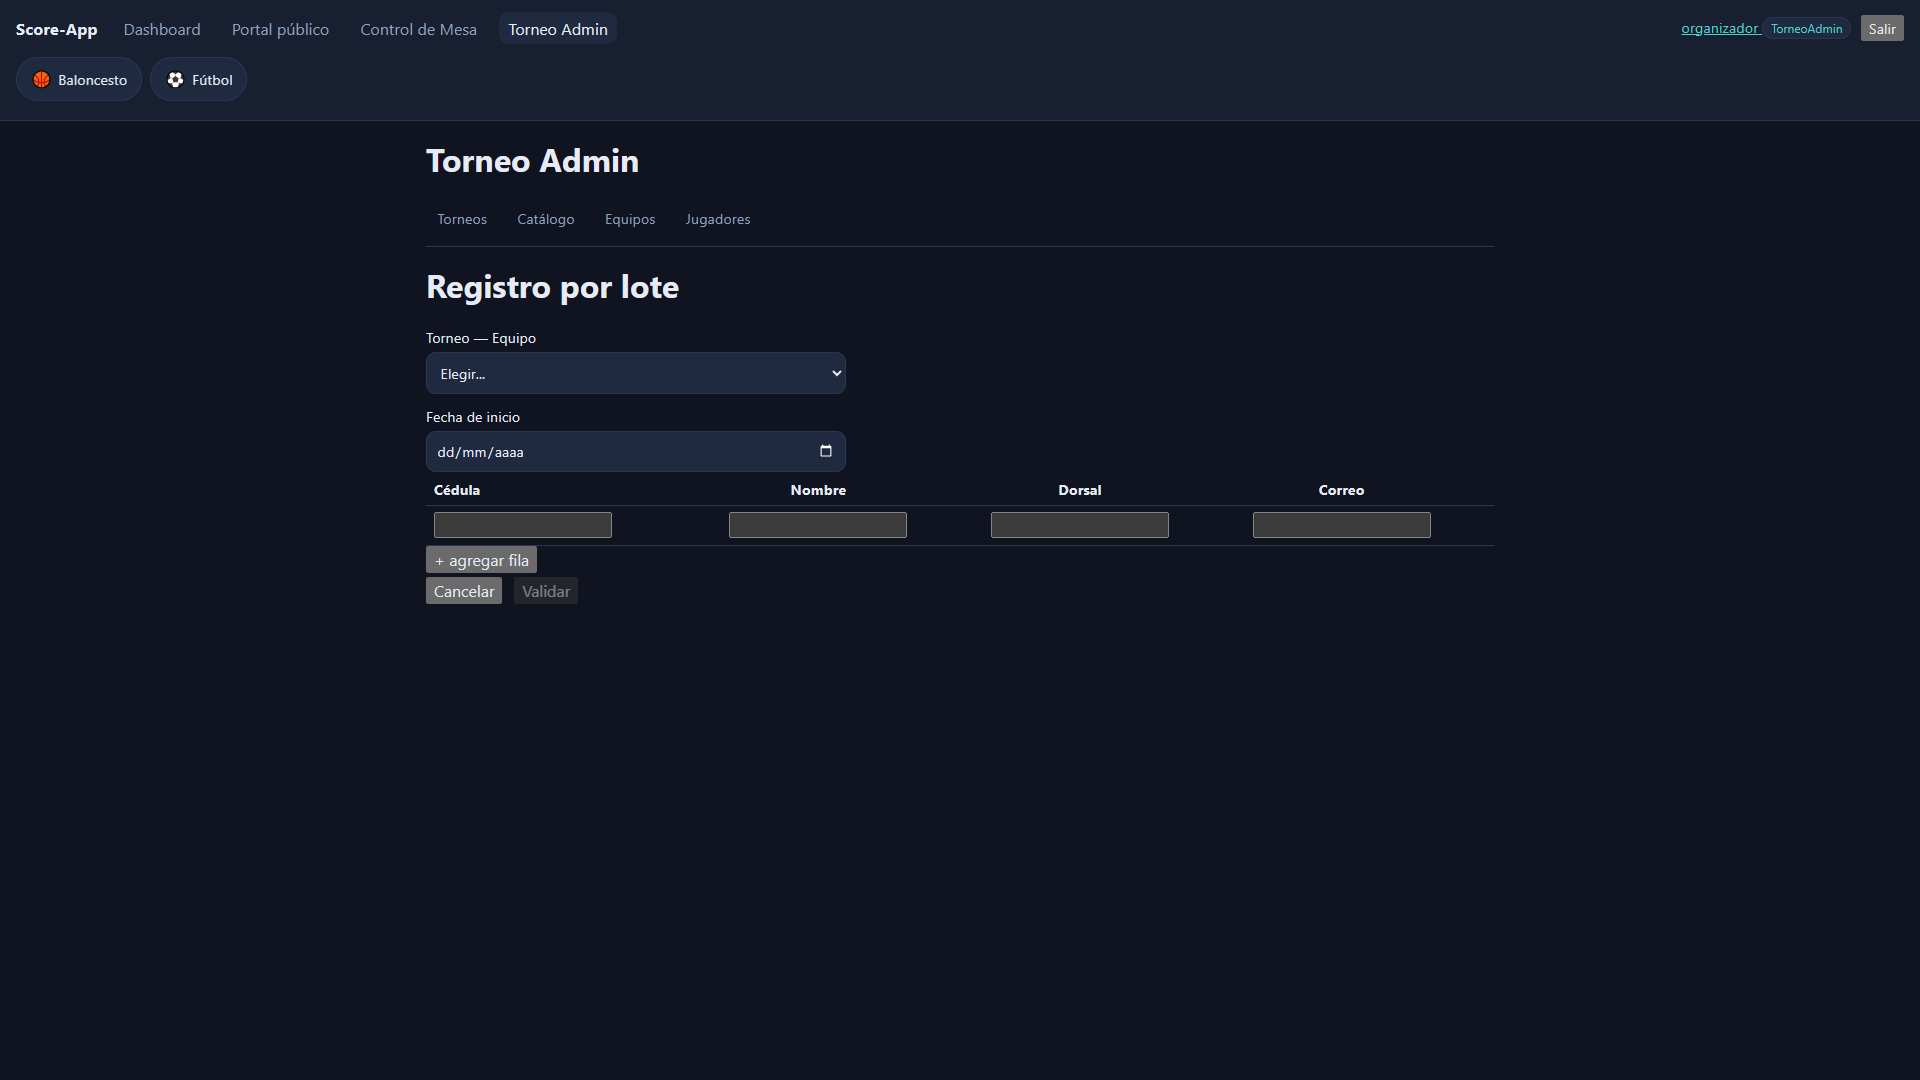 Score-App Dashboard Portal público Control de Mesa Torneo Admin organizador TorneoAdmin Salir
Baloncesto Fútbol
Torneo Admin
Torneos Catálogo Equipos Jugadores
Registro por lote
Torneo — Equipo
Elegir...
Fecha de inicio
dd/mm/aaaa
Cédula Nombre Dorsal Correo
+ agregar fila
Cancelar Validar